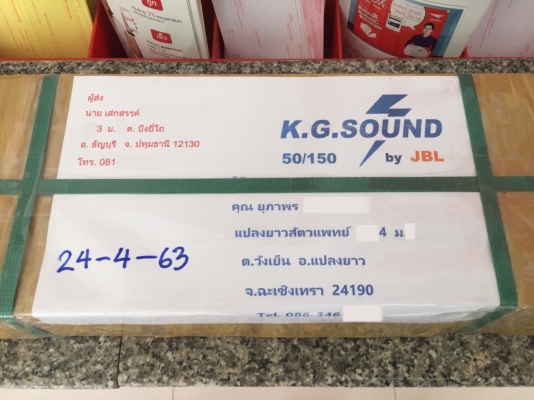 ถูก
เร็ว
ผู้ส่ง
นาย เสกสรรค์
3 ม. ต. บึงยี่โถ
อ. ธัญบุรี จ. ปทุมธานี 12130
โทร. 081
K.G.SOUND
50/150 by JBL
คุณ ยุภาพร
แปลงยาวสัตวแพทย์ 4 ม.
ต.วังเย็น อ.แปลงยาว
จ.ฉะเชิงเทรา 24190
Tel. 086-346
24-4-63